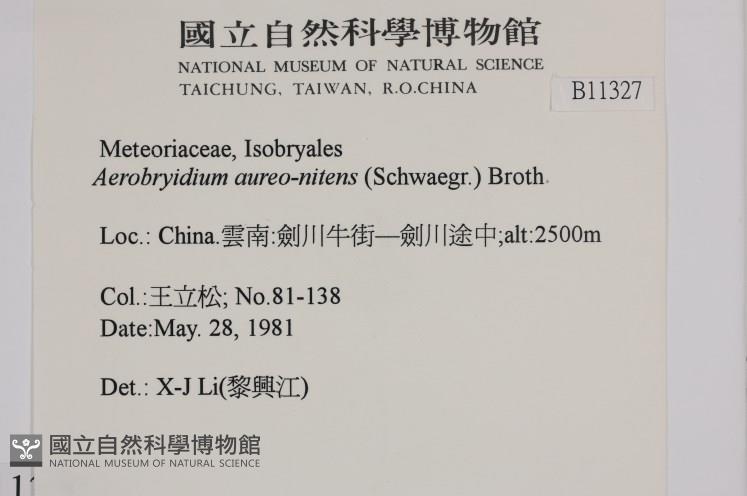 國立自然科學博物館
NATIONAL MUSEUM OF NATURAL SCIENCE
TAICHUNG, TAIWAN, R.O.CHINA
B11327
Meteoriaceae, Isobryales
Aerobryidium aureo-nitens (Schwaegr.) Broth.
Loc.: China.雲南:劍川牛街—劍川途中;alt:2500m
Col.:王立松; No.81-138
Date:May. 28, 1981
Det.: X-J Li(黎興江)
國立自然科學博物館
NATIONAL MUSEUM OF NATURAL SCIENCE